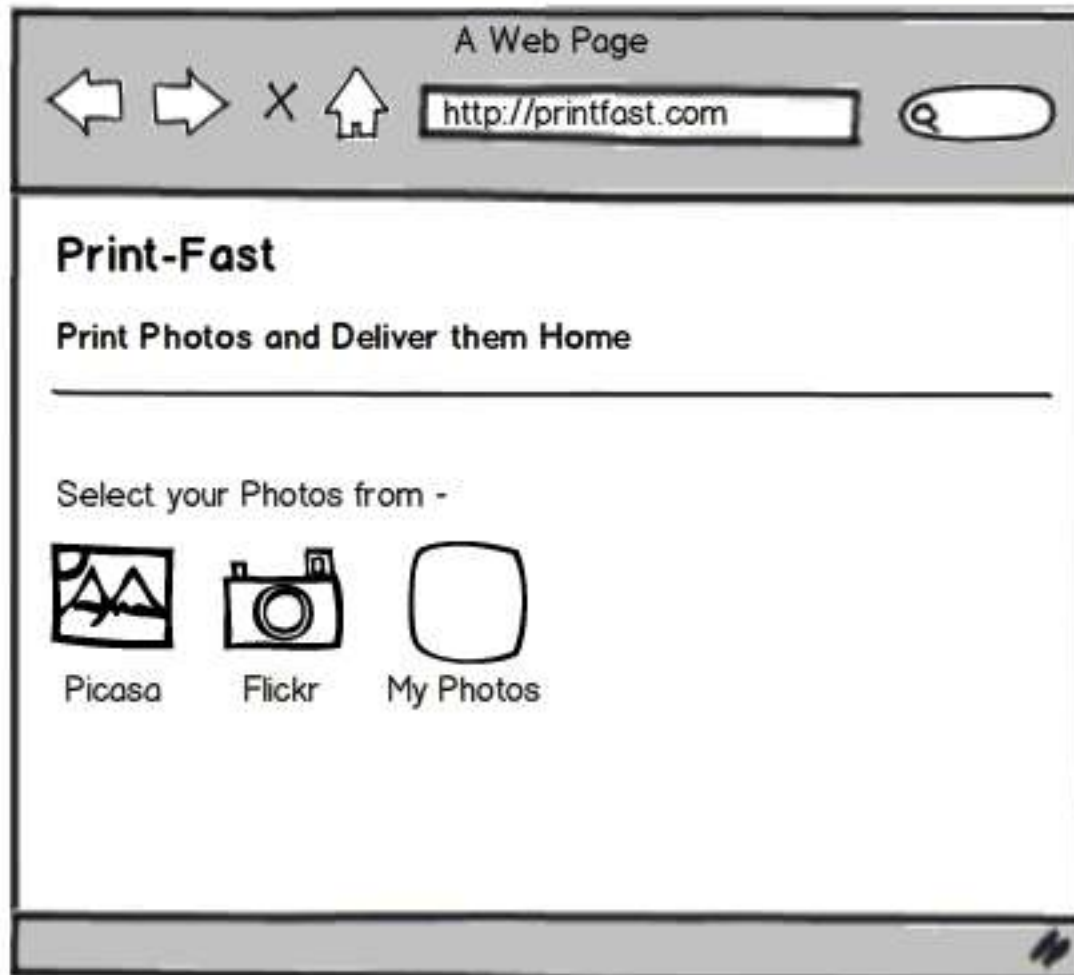 A Web Page
http://printfast.com
Print-Fast
Print Photos and Deliver them Home
Select your Photos from -
Picasa Flickr My Photos